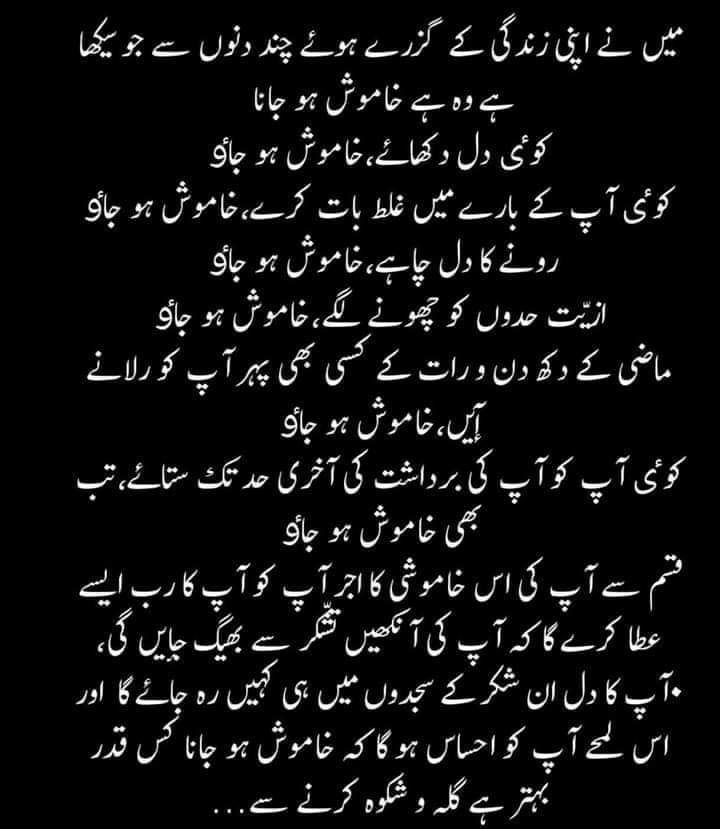 میں نے اپنی زندگی کے گزرے ہوئے چند دنوں سے جو سیکھا
ہے وہ ہے خاموش ہو جانا
کوئی دل دکھائے،خاموش ہو جاؤ
کوئی آپ کے بارے میں غلط بات کرے،خاموش ہو جاؤ
رونے کا دل چاہے،خاموش ہو جاؤ
ازیّت حدوں کو چھونے لگے،خاموش ہو جاؤ
ماضی کے دکھ دن و رات کے کسی بھی پہر آپ کو رلانے
آئیں،خاموش ہو جاؤ
کوئی آپ کو آپ کی برداشت کی آخری حد تک ستائے،تب
بھی خاموش ہو جاؤ
قسم سے آپ کی اس خاموشی کا اجر آپ کو آپ کا رب ایسے
عطا کرے گا کہ آپ کی آنکھیں تشّکر سے بھیگ جایں گی،
•آپ کا دل ان شکر کے سجدوں میں ہی کہیں رہ جائے گا اور
اس لمحے آپ کو احساس ہو گا کہ خاموش ہو جانا کس قدر
بہتر ہے گلہ و شکوہ کرنے سے...